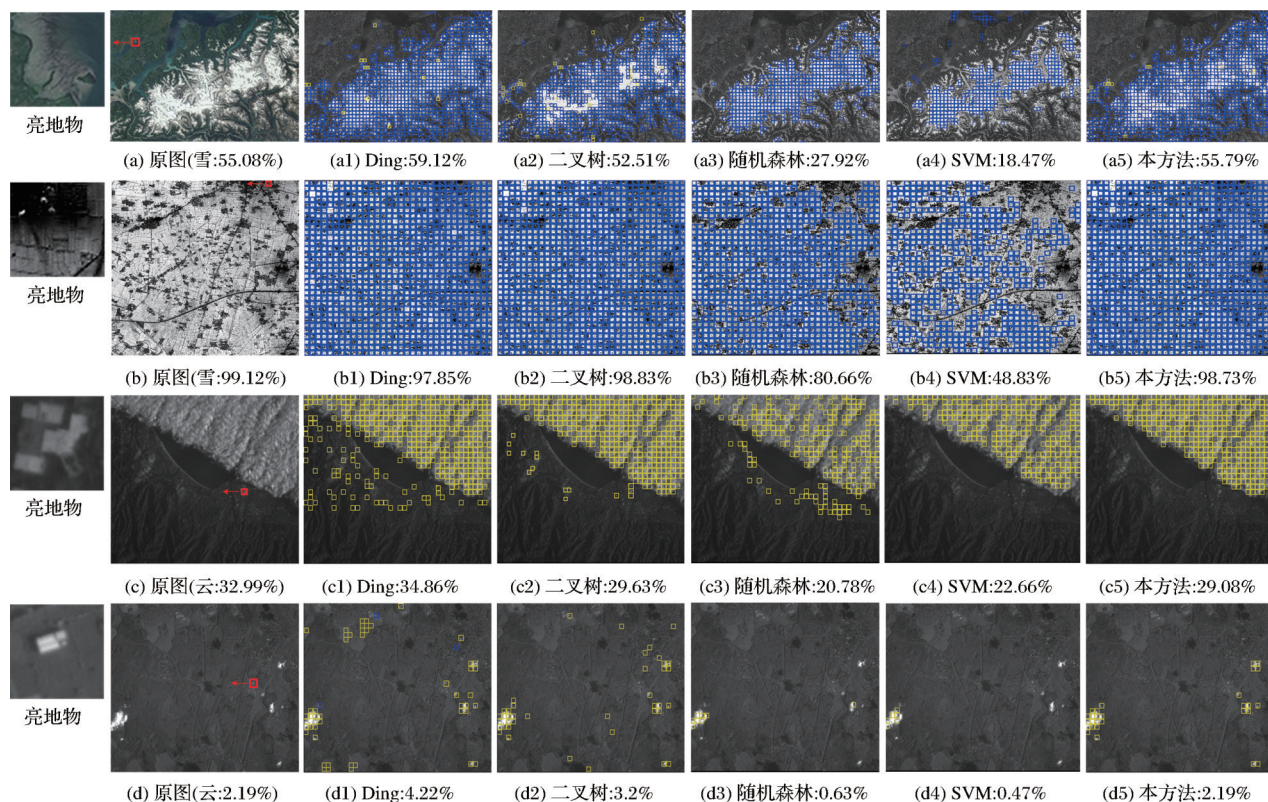 亮地物
(a) 原图(雪:55.08%) (a1) Ding:59.12% (a2) 二叉树:52.51% (a3) 随机森林:27.92% (a4) SVM:18.47% (a5) 本方法:55.79%
亮地物
(b) 原图(雪:99.12%) (b1) Ding:97.85% (b2) 二叉树:98.83% (b3) 随机森林:80.66% (b4) SVM:48.83% (b5) 本方法:98.73%
亮地物
(c) 原图(云:32.99%) (c1) Ding:34.86% (c2) 二叉树:29.63% (c3) 随机森林:20.78% (c4) SVM:22.66% (c5) 本方法:29.08%
亮地物
(d) 原图(云:2.19%) (d1) Ding:4.22% (d2) 二叉树:3.2% (d3) 随机森林:0.63% (d4) SVM:0.47% (d5) 本方法:2.19%